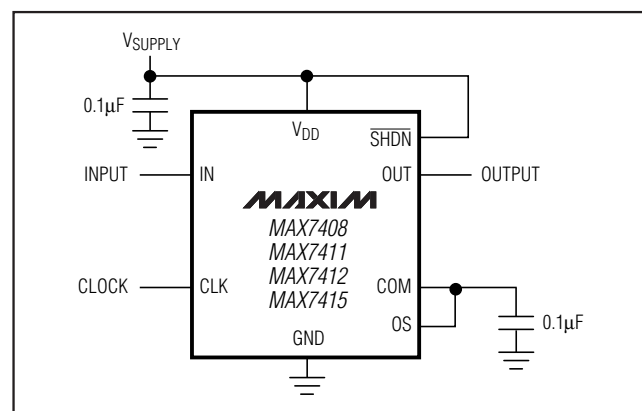 VSUPPLY
0.1μF
VDD
SHDN
INPUT
IN
OUT
OUTPUT
MAXIM
MAX7408
MAX7411
MAX7412
MAX7415
CLOCK
CLK
COM
OS
0.1μF
GND